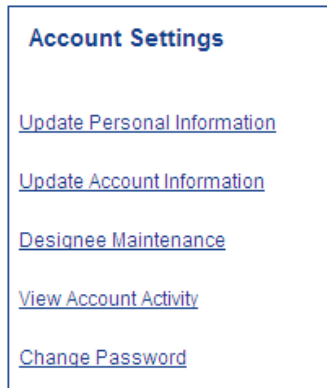 Account Settings
Update Personal Information
Update Account Information
Designee Maintenance
View Account Activity
Change Password